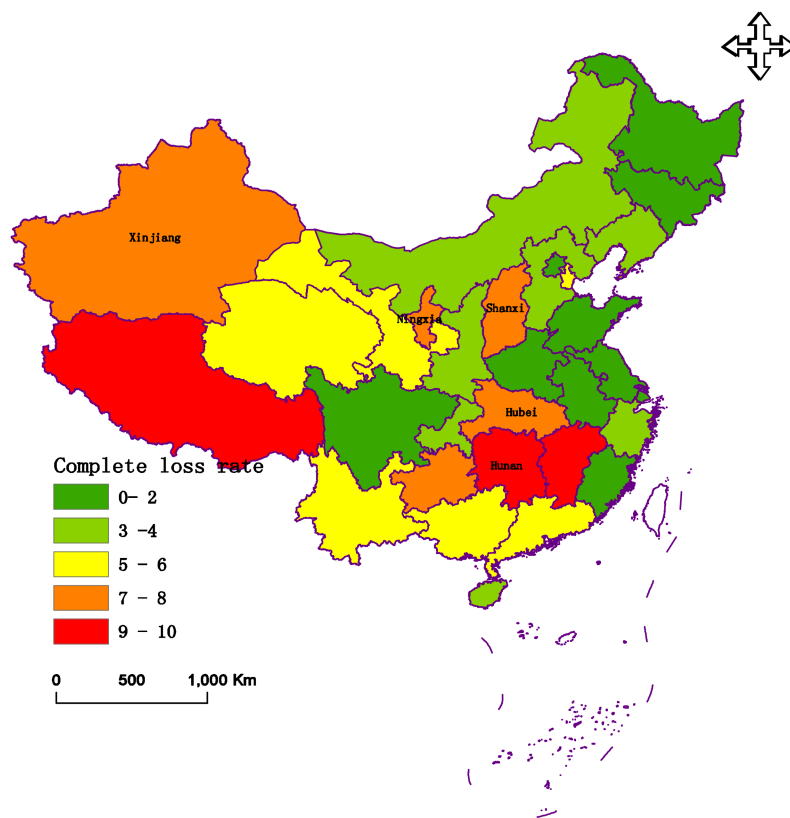 Xinjiang
Ningxia
Shanxi
Hubei
Hunan
Complete loss rate
0- 2
3 -4
5 - 6
7 - 8
9 - 10
0 500 1,000 Km